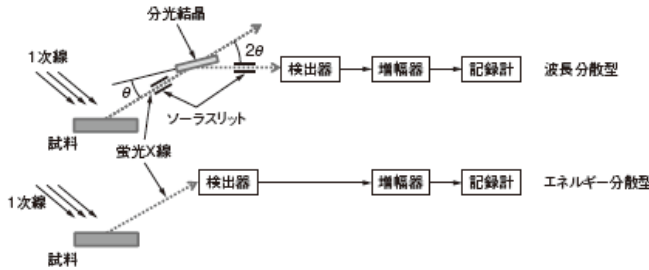 分光結晶
2θ
1次線
検出器
増幅器
記録計
波長分散型
θ
ソーラスリット
試料
蛍光X線
検出器
増幅器
記録計
エネルギー分散型
1次線
試料